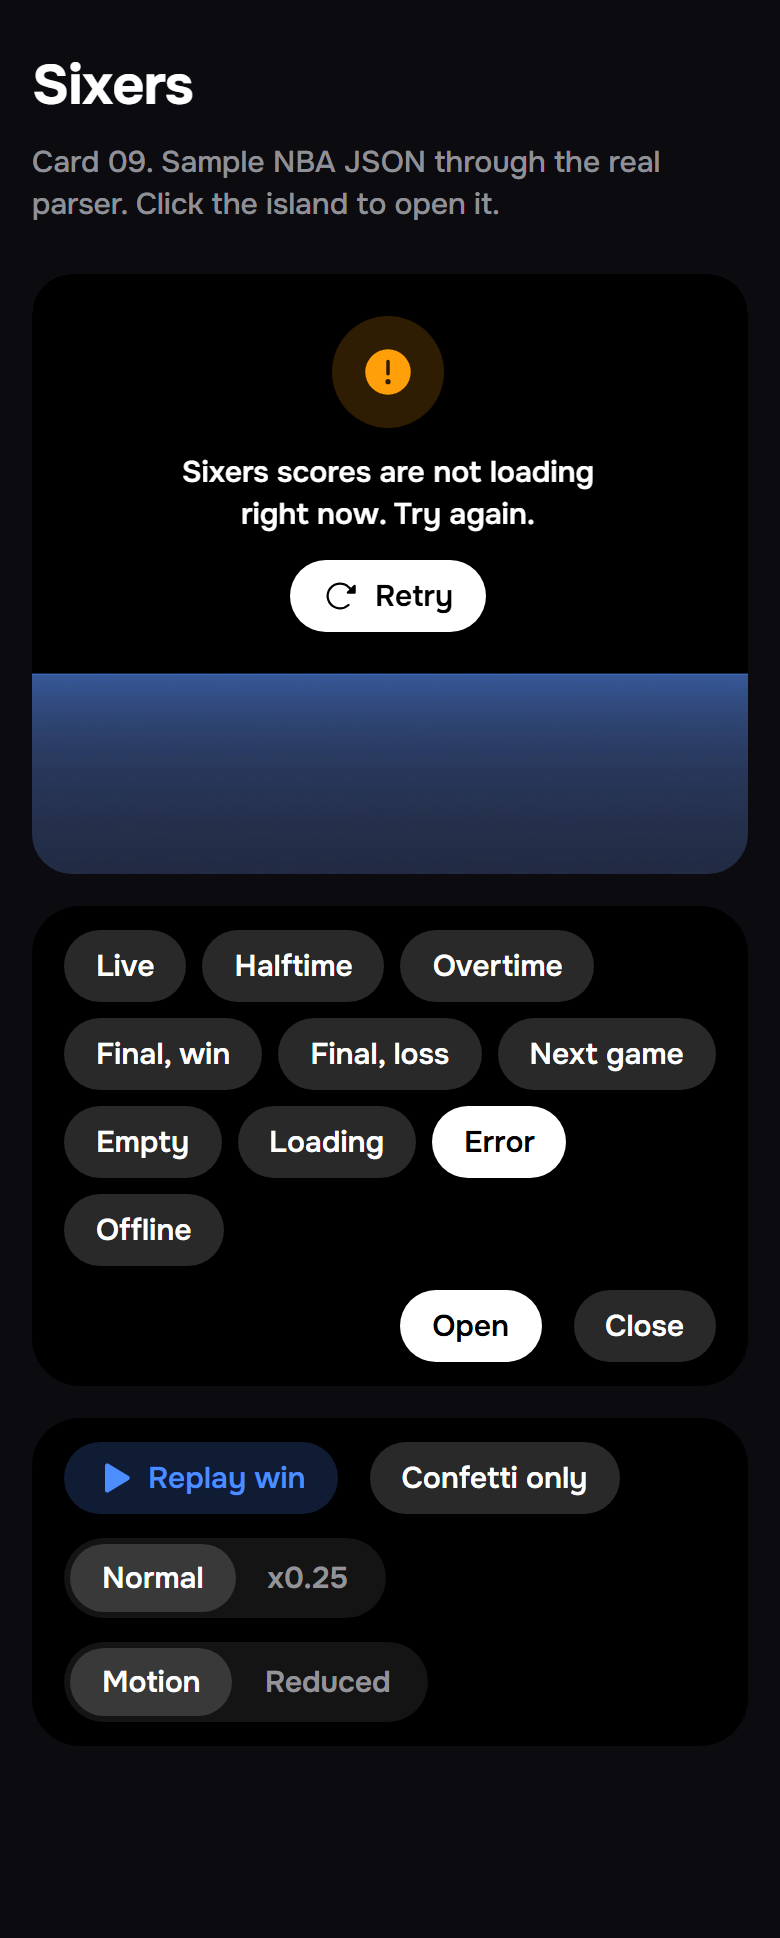 Sixers
Card 09. Sample NBA JSON through the real
parser. Click the island to open it.
Sixers scores are not loading
right now. Try again.
Retry
Live
Halftime
Overtime
Final, win
Final, loss
Next game
Empty
Loading
Error
Offline
Open
Close
Replay win
Confetti only
Normal
x0.25
Motion
Reduced